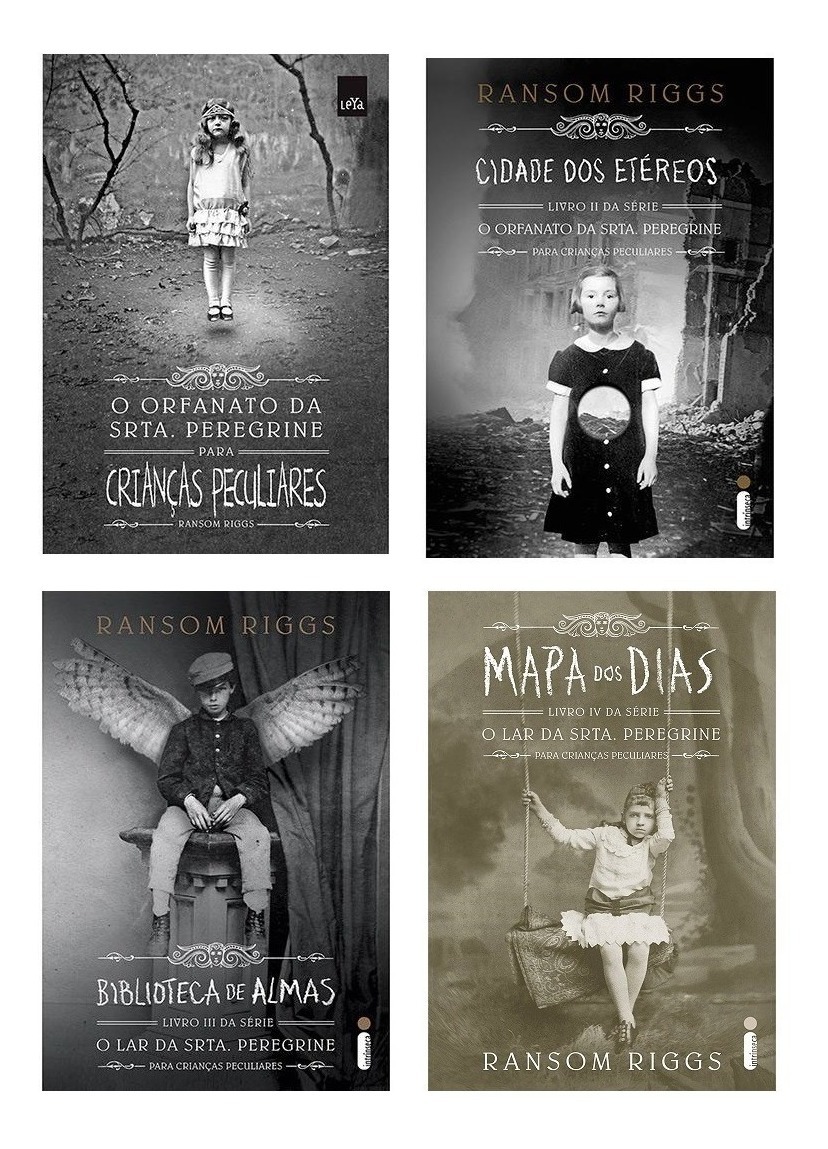 LeYa
O ORFANATO DA
SRTA. PEREGRINE
PARA
CRIANÇAS PECULIARES
RANSOM RIGGS
RANSOM RIGGS
CIDADE DOS ETÉREOS
LIVRO II DA SÉRIE
O ORFANATO DA SRTA. PEREGRINE
PARA CRIANÇAS PECULIARES
intrínseca
RANSOM RIGGS
BIBLIOTECA DE ALMAS
LIVRO III DA SÉRIE
O LAR DA SRTA. PEREGRINE
PARA CRIANÇAS PECULIARES
intrínseca
MAPA DOS DIAS
LIVRO IV DA SÉRIE
O LAR DA SRTA. PEREGRINE
PARA CRIANÇAS PECULIARES
RANSOM RIGGS
intrínseca